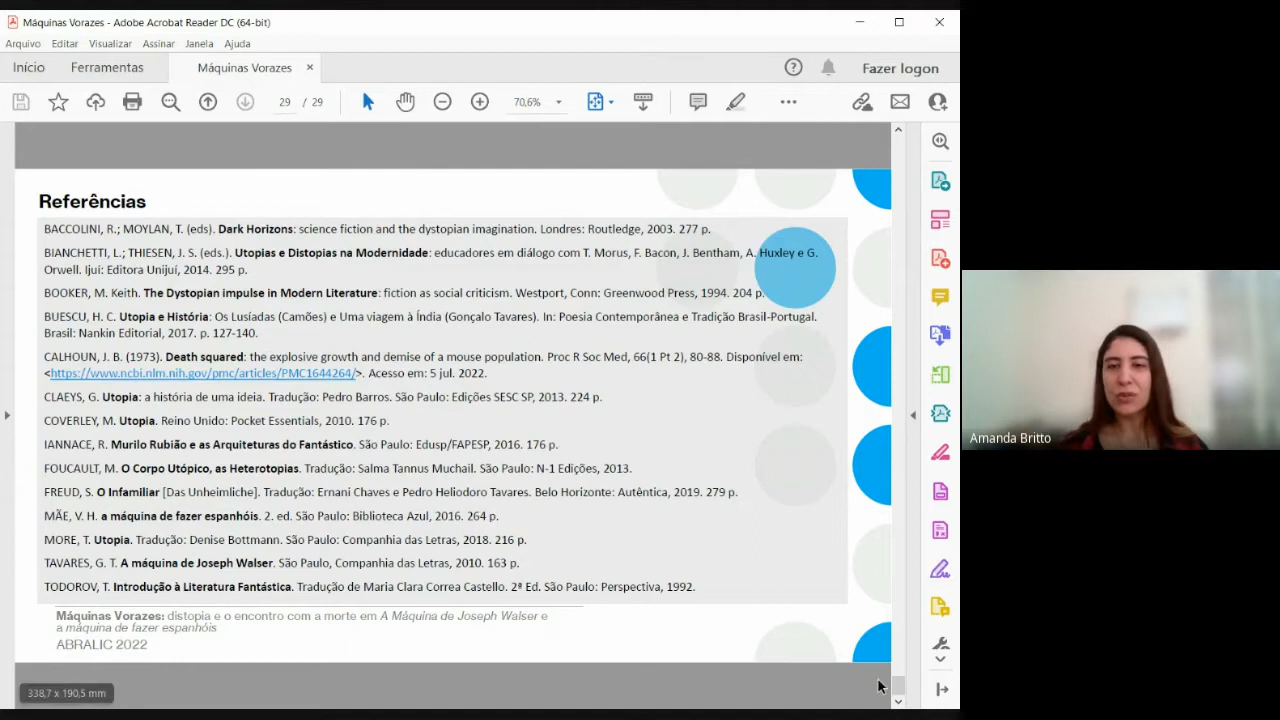 Máquinas Vorazes - Adobe Acrobat Reader DC (64-bit)
Arquivo Editar Visualizar Assinar Janela Ajuda
Início Ferramentas Máquinas Vorazes × Fazer logon
29 / 29 70,6%
Referências
BACCOLINI, R.; MOYLAN, T. (eds). Dark Horizons: science fiction and the dystopian imagination. Londres: Routledge, 2003. 277 p.
BIANCHETTI, L.; THIESEN, J. S. (eds.). Utopias e Distopias na Modernidade: educadores em diálogo com T. Morus, F. Bacon, J. Bentham, A. Huxley e G.
Orwell. Ijuí: Editora Unijuí, 2014. 295 p.
BOOKER, M. Keith. The Dystopian impulse in Modern Literature: fiction as social criticism. Westport, Conn: Greenwood Press, 1994. 204 p.
BUESCU, H. C. Utopia e História: Os Lusíadas (Camões) e Uma viagem à Índia (Gonçalo Tavares). In: Poesia Contemporânea e Tradição Brasil-Portugal.
Brasil: Nankin Editorial, 2017. p. 127-140.
CALHOUN, J. B. (1973). Death squared: the explosive growth and demise of a mouse population. Proc R Soc Med, 66(1 Pt 2), 80-88. Disponível em:
<https://www.ncbi.nlm.nih.gov/pmc/articles/PMC1644264/>. Acesso em: 5 jul. 2022.
CLAEYS, G. Utopia: a história de uma ideia. Tradução: Pedro Barros. São Paulo: Edições SESC SP, 2013. 224 p.
COVERLEY, M. Utopia. Reino Unido: Pocket Essentials, 2010. 176 p.
IANNACE, R. Murilo Rubião e as Arquiteturas do Fantástico. São Paulo: Edusp/FAPESP, 2016. 176 p.
FOUCAULT, M. O Corpo Utópico, as Heterotopias. Tradução: Salma Tannus Muchail. São Paulo: N-1 Edições, 2013.
FREUD, S. O Infamiliar [Das Unheimliche]. Tradução: Ernani Chaves e Pedro Heliodoro Tavares. Belo Horizonte: Autêntica, 2019. 279 p.
MÃE, V. H. a máquina de fazer espanhóis. 2. ed. São Paulo: Biblioteca Azul, 2016. 264 p.
MORE, T. Utopia. Tradução: Denise Bottmann. São Paulo: Companhia das Letras, 2018. 216 p.
TAVARES, G. T. A máquina de Joseph Walser. São Paulo, Companhia das Letras, 2010. 163 p.
TODOROV, T. Introdução à Literatura Fantástica. Tradução de Maria Clara Correa Castello. 2ª Ed. São Paulo: Perspectiva, 1992.
Máquinas Vorazes: distopia e o encontro com a morte em A Máquina de Joseph Walser e
a máquina de fazer espanhóis
ABRALIC 2022
338,7 x 190,5 mm
Amanda Britto